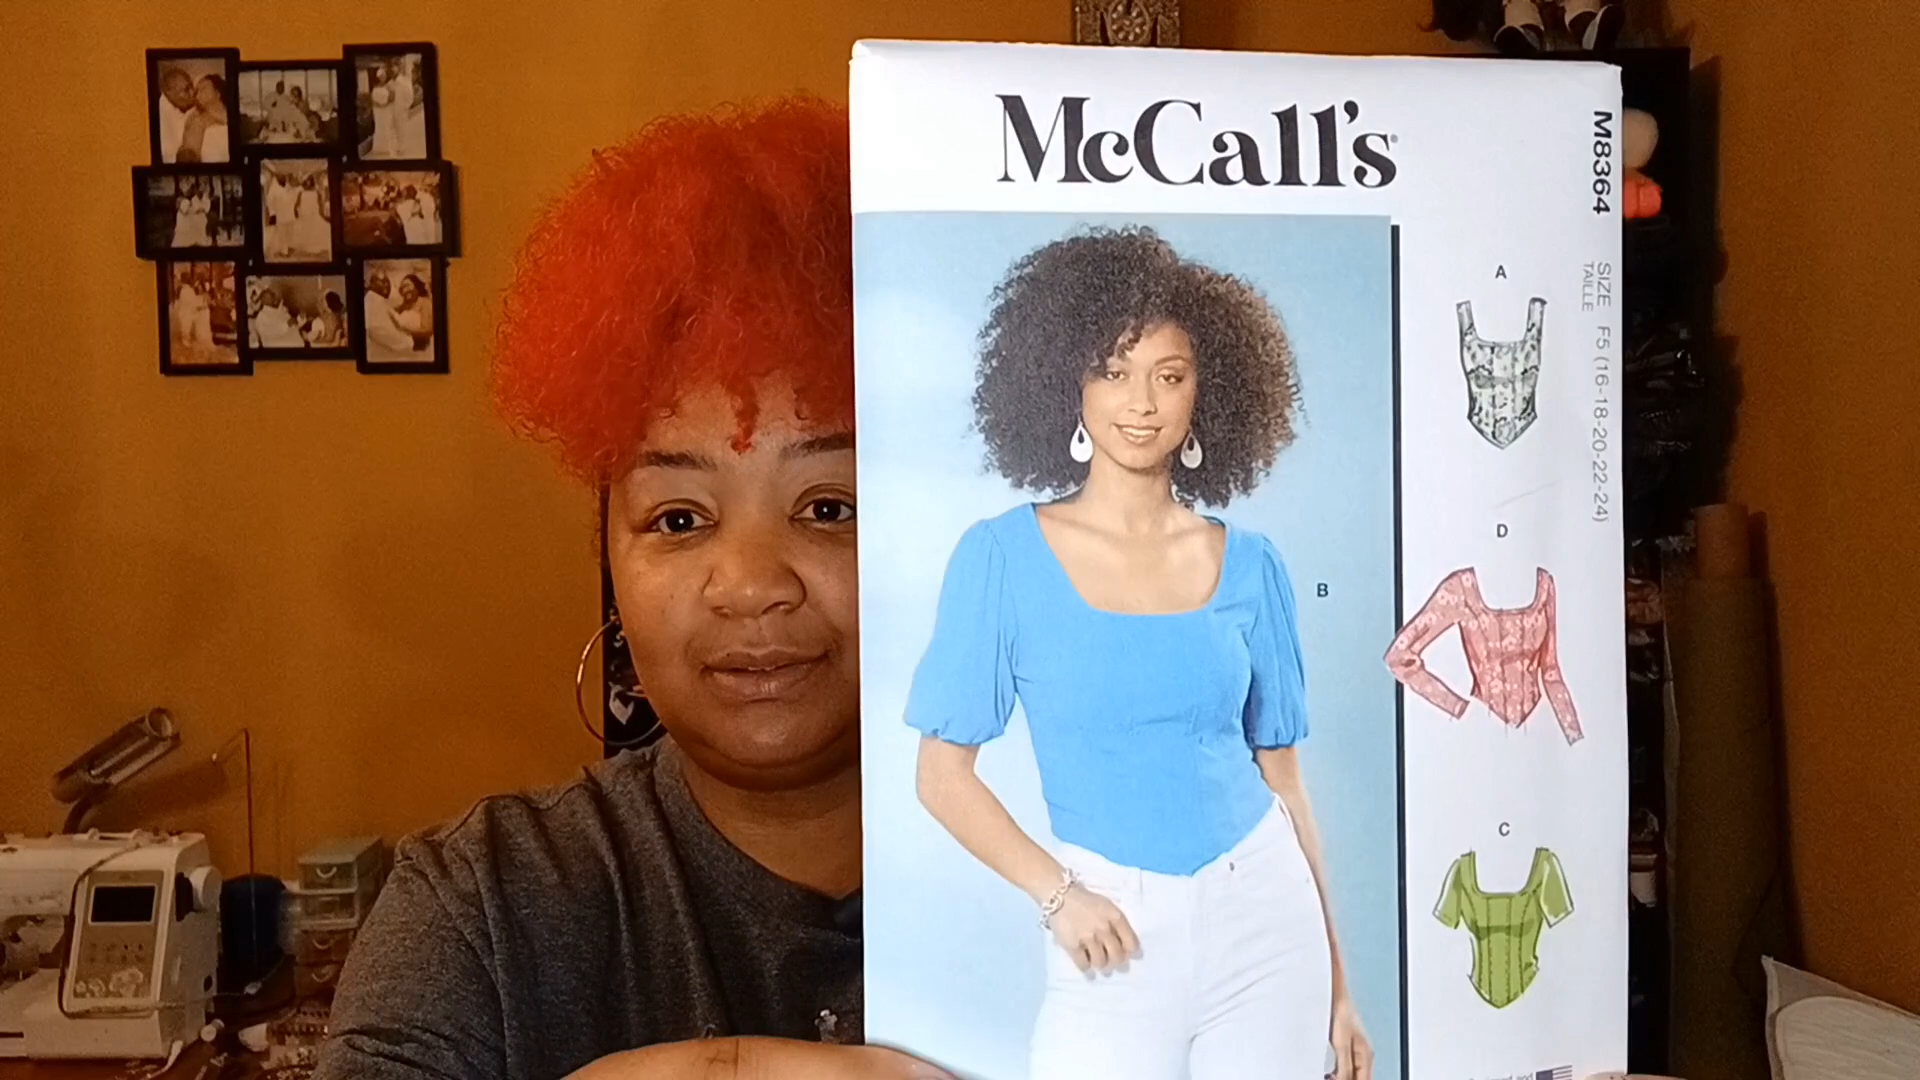 McCall's
M8364
SIZE F5 (16-18-20-22-24)
TAILLE
A
B
D
C